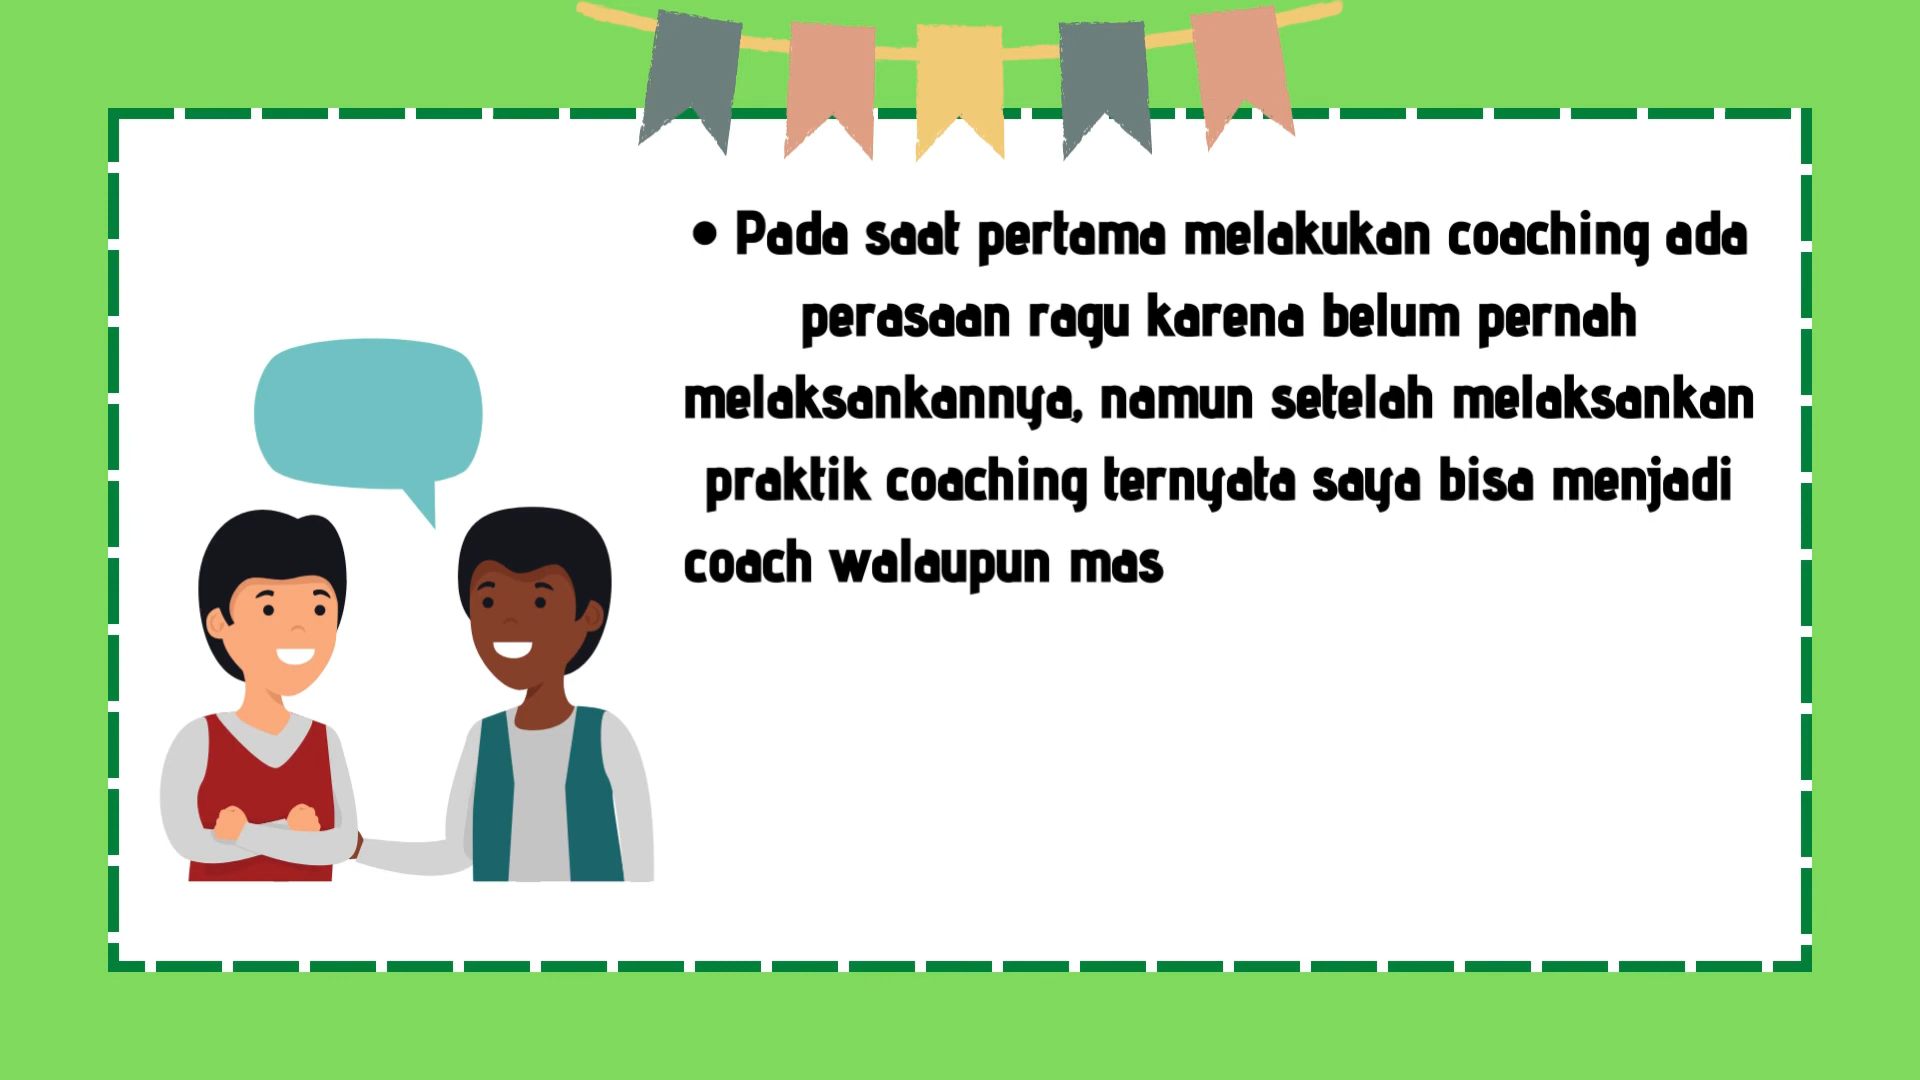 • Pada saat pertama melakukan coaching ada
perasaan ragu karena belum pernah
melaksankannya, namun setelah melaksankan
praktik coaching ternyata saya bisa menjadi
coach walaupun mas